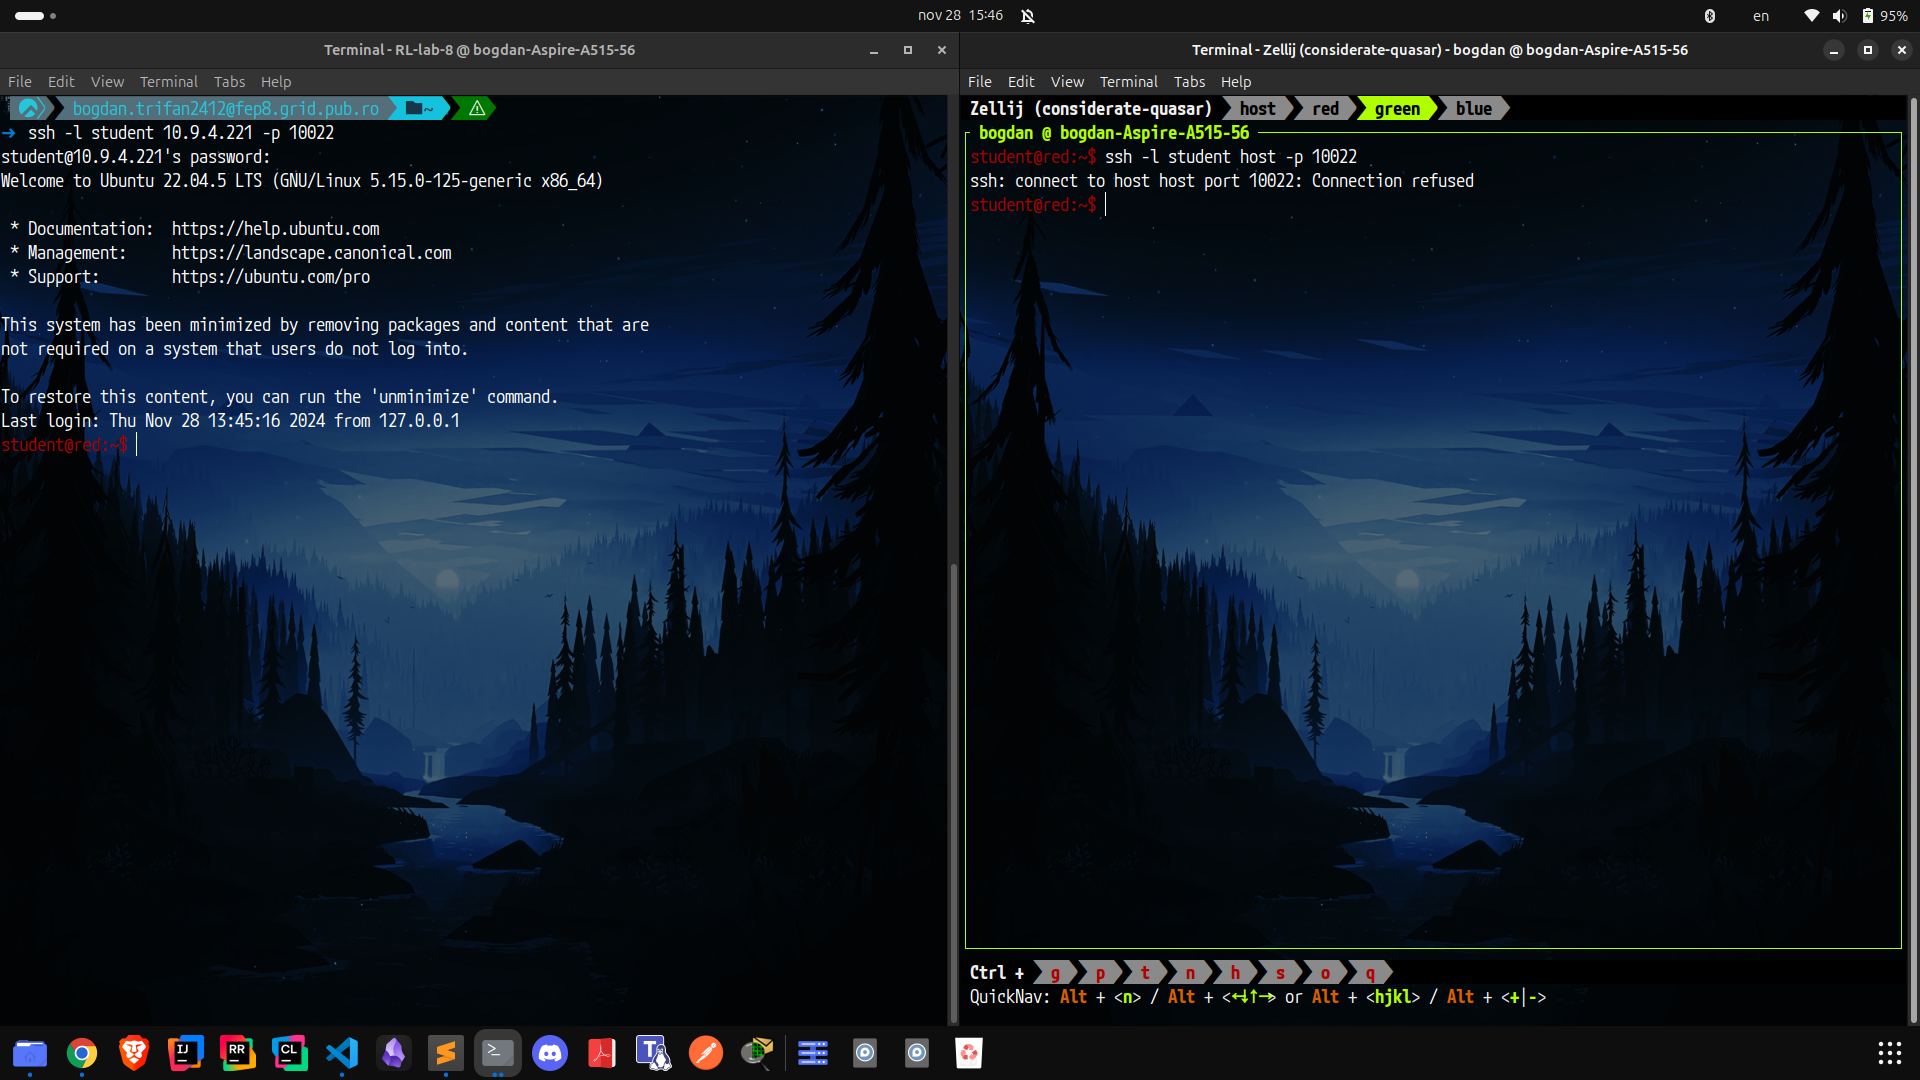 nov 28 15:46
en
95%
Terminal - RL-lab-8 @ bogdan-Aspire-A515-56
File Edit View Terminal Tabs Help
bogdan.trifan2412@fep8.grid.pub.ro ~
→ ssh -l student 10.9.4.221 -p 10022
student@10.9.4.221's password:
Welcome to Ubuntu 22.04.5 LTS (GNU/Linux 5.15.0-125-generic x86_64)
* Documentation: https://help.ubuntu.com
* Management: https://landscape.canonical.com
* Support: https://ubuntu.com/pro
This system has been minimized by removing packages and content that are
not required on a system that users do not log into.
To restore this content, you can run the 'unminimize' command.
Last login: Thu Nov 28 13:45:16 2024 from 127.0.0.1
student@red:~$
Terminal - Zellij (considerate-quasar) - bogdan @ bogdan-Aspire-A515-56
File Edit View Terminal Tabs Help
Zellij (considerate-quasar) host red green blue
bogdan @ bogdan-Aspire-A515-56
student@red:~$ ssh -l student host -p 10022
ssh: connect to host host port 10022: Connection refused
student@red:~$
Ctrl + g p t n h s o q
QuickNav: Alt + <n> / Alt + <←↓↑→> or Alt + <hjkl> / Alt + <+|->
IJ
RR
CL
T